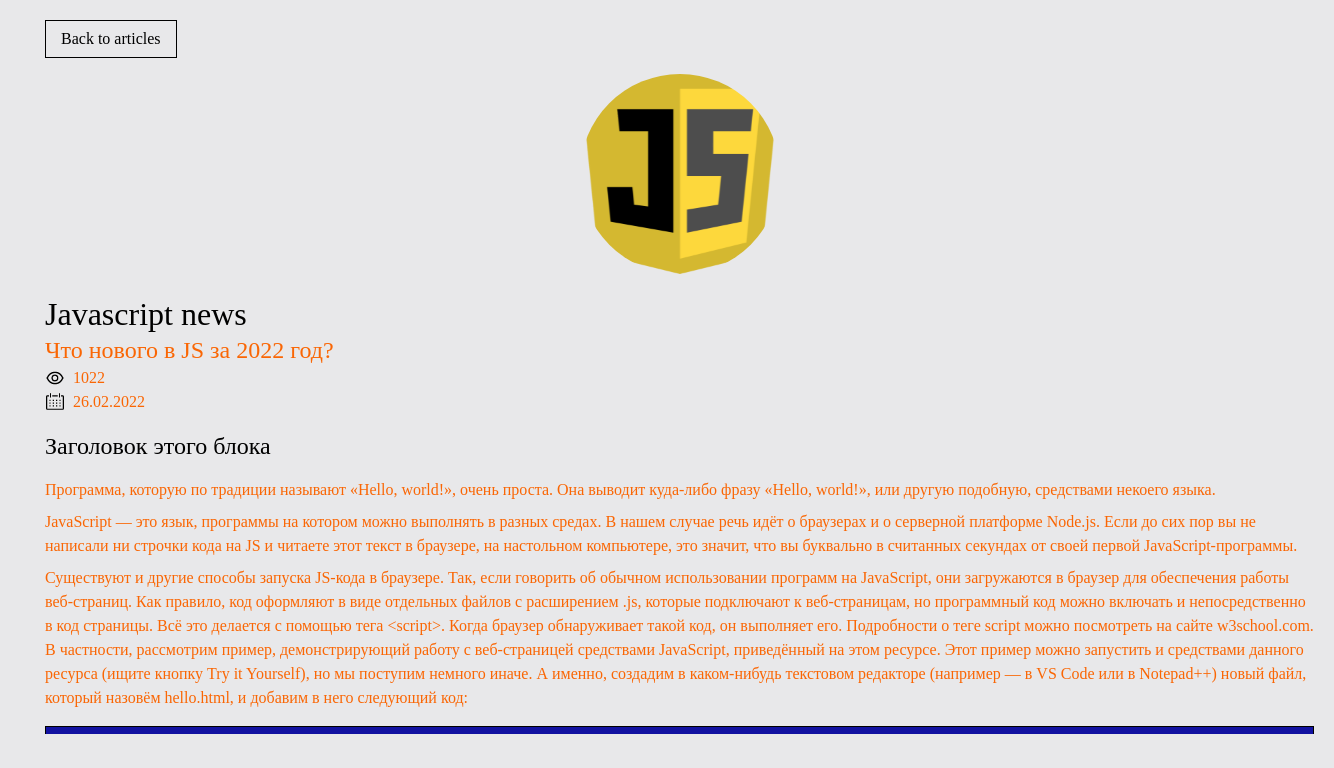 Back to articles
JS
Javascript news
Что нового в JS за 2022 год?
1022
26.02.2022
Заголовок этого блока
Программа, которую по традиции называют «Hello, world!», очень проста. Она выводит куда-либо фразу «Hello, world!», или другую подобную, средствами некоего языка.
JavaScript — это язык, программы на котором можно выполнять в разных средах. В нашем случае речь идёт о браузерах и о серверной платформе Node.js. Если до сих пор вы не
написали ни строчки кода на JS и читаете этот текст в браузере, на настольном компьютере, это значит, что вы буквально в считанных секундах от своей первой JavaScript-программы.
Существуют и другие способы запуска JS-кода в браузере. Так, если говорить об обычном использовании программ на JavaScript, они загружаются в браузер для обеспечения работы
веб-страниц. Как правило, код оформляют в виде отдельных файлов с расширением .js, которые подключают к веб-страницам, но программный код можно включать и непосредственно
в код страницы. Всё это делается с помощью тега <script>. Когда браузер обнаруживает такой код, он выполняет его. Подробности о теге script можно посмотреть на сайте w3school.com.
В частности, рассмотрим пример, демонстрирующий работу с веб-страницей средствами JavaScript, приведённый на этом ресурсе. Этот пример можно запустить и средствами данного
ресурса (ищите кнопку Try it Yourself), но мы поступим немного иначе. А именно, создадим в каком-нибудь текстовом редакторе (например — в VS Code или в Notepad++) новый файл,
который назовём hello.html, и добавим в него следующий код: